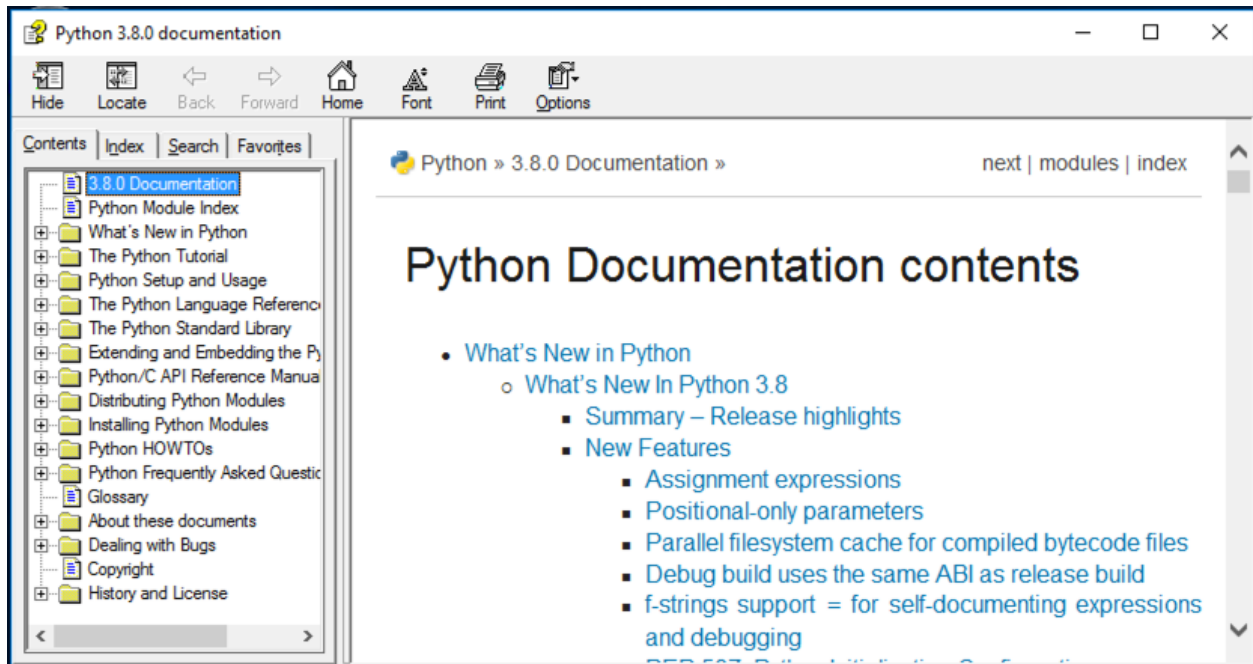 Python 3.8.0 documentation
Hide Locate Back Forward Home Font Print Options
Contents Index Search Favorites
3.8.0 Documentation
Python Module Index
What's New in Python
The Python Tutorial
Python Setup and Usage
The Python Language Reference
The Python Standard Library
Extending and Embedding the Py
Python/C API Reference Manual
Distributing Python Modules
Installing Python Modules
Python HOWTOs
Python Frequently Asked Questic
Glossary
About these documents
Dealing with Bugs
Copyright
History and License
Python » 3.8.0 Documentation »
next | modules | index
Python Documentation contents
What's New in Python
What's New In Python 3.8
Summary – Release highlights
New Features
Assignment expressions
Positional-only parameters
Parallel filesystem cache for compiled bytecode files
Debug build uses the same ABI as release build
f-strings support = for self-documenting expressions
and debugging